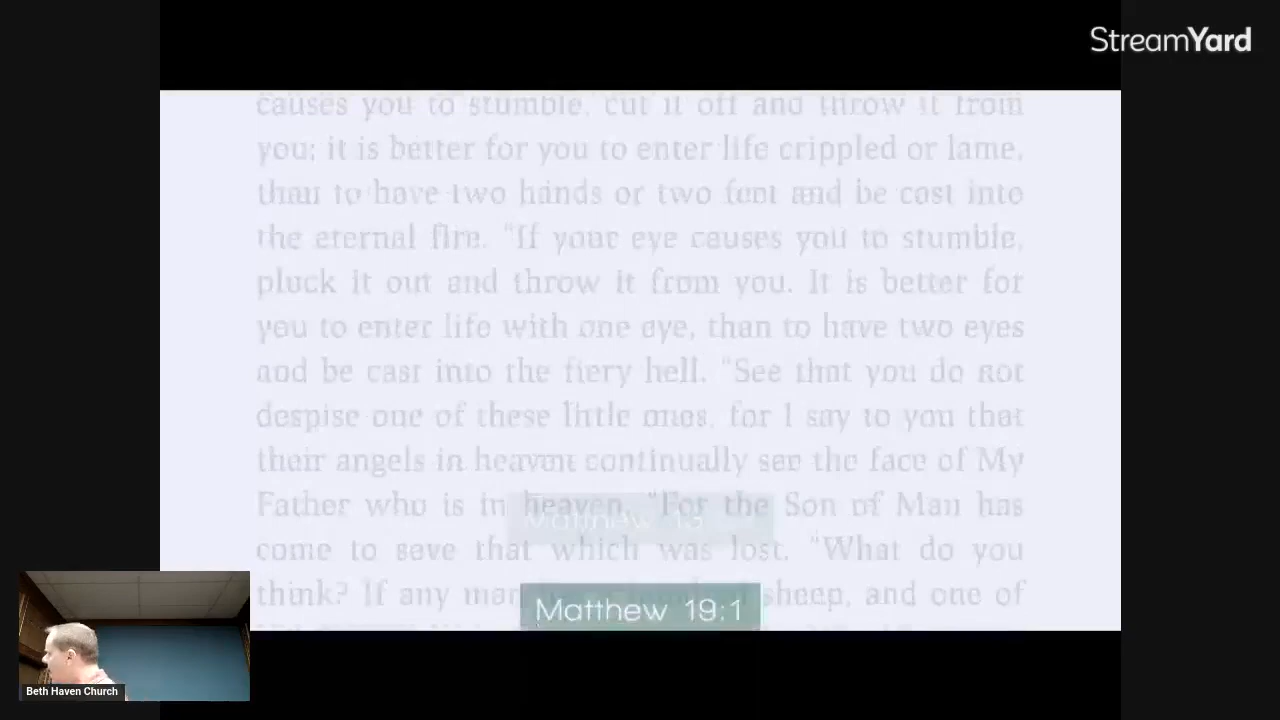 StreamYard
causes you to stumble, cut it off and throw it from
you; it is better for you to enter life crippled or lame,
than to have two hands or two feet and be cast into
the eternal fire. "If your eye causes you to stumble,
pluck it out and throw it from you. It is better for
you to enter life with one eye, than to have two eyes
and be cast into the fiery hell. "See that you do not
despise one of these little ones, for I say to you that
their angels in heaven continually see the face of My
Father who is in heaven. "For the Son of Man has
Matthew
come to save that which was lost. "What do you
think? If any man sheep, and one of
Matthew 19:1
Beth Haven Church